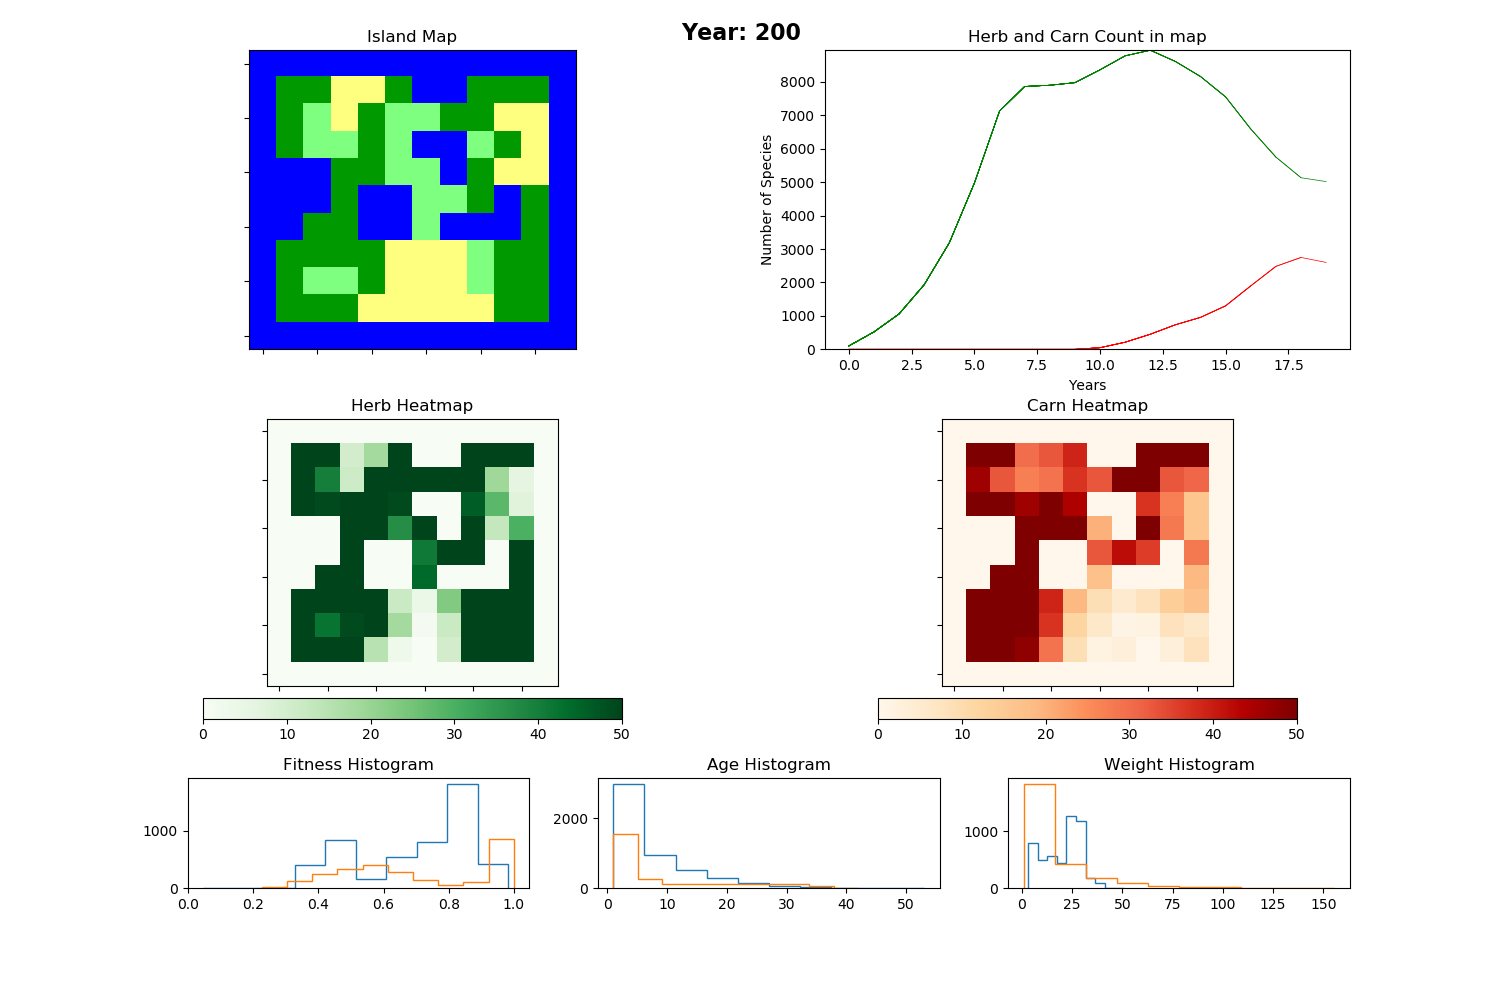 Year: 200
Island Map
Herb and Carn Count in map
Number of Species
8000
7000
6000
5000
4000
3000
2000
1000
0
0.0 2.5 5.0 7.5 10.0 12.5 15.0 17.5
Years
Herb Heatmap
Carn Heatmap
0 10 20 30 40 50
0 10 20 30 40 50
Fitness Histogram
1000
0
0.0 0.2 0.4 0.6 0.8 1.0
Age Histogram
2000
0
0 10 20 30 40 50
Weight Histogram
1000
0
0 25 50 75 100 125 150